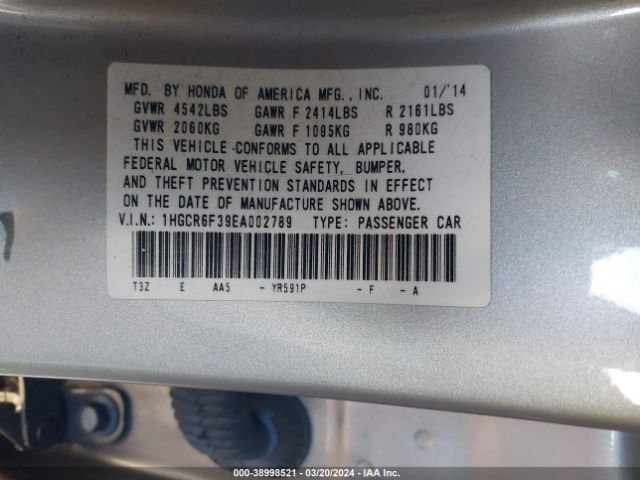 MFD. BY HONDA OF AMERICA MFG., INC. 01/'14
GVWR 4542LBS GAWR F 2414LBS R 2161LBS
GVWR 2060KG GAWR F 1095KG R 980KG
THIS VEHICLE CONFORMS TO ALL APPLICABLE
FEDERAL MOTOR VEHICLE SAFETY, BUMPER,
AND THEFT PREVENTION STANDARDS IN EFFECT
ON THE DATE OF MANUFACTURE SHOWN ABOVE.
V.I.N.: 1HGCR6F39EA002789 TYPE: PASSENGER CAR
T3Z E AA5 - YR591P - F - A
000-38998521 - 03/20/2024 - IAA Inc.